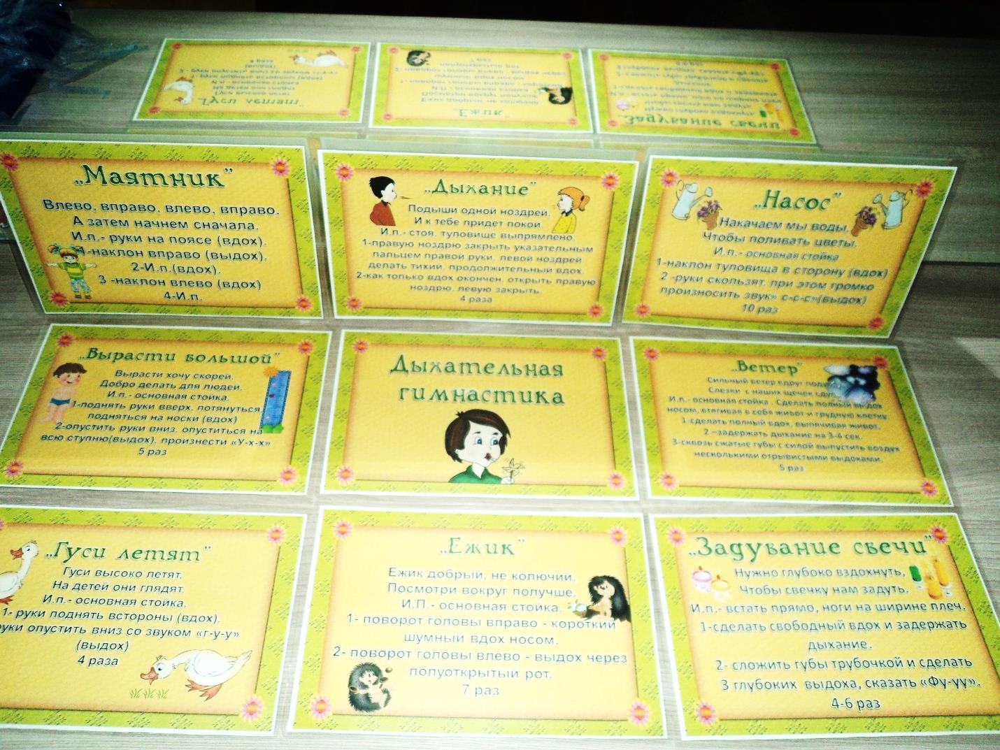 „Маятник”
Влево, вправо, влево, вправо,
А затем начнем сначала.
И.п.- руки на поясе (вдох).
1-наклон вправо (выдох).
2-И.п.(вдох).
3 -наклон влево (вдох)
4-И.п.
„Дыхание”
Подыши одной ноздрей,
И к тебе придет покой.
И.п.- стоя, туловище выпрямлено
1-правую ноздрю закрыть указательным
пальцем правой руки, левой ноздрей
делать тихий, продолжительный вдох.
2-как только вдох окончен, открыть правую
ноздрю, левую закрыть.
4 раза
„Насос”
Накачаем мы воды,
Чтобы поливать цветы.
И.п.- основная стойка
1-наклон туловища в сторону (вдох)
2 -руки скользят, при этом громко
произносить звук» с-с-с»(выдох)
10 раз
„Вырасти большой”
Вырасти хочу скорей,
Добро делать для людей.
И.п.- основная стойка.
1-поднять руки вверх, потянуться,
подняться на носки (вдох)
2-опустить руки вниз, опуститься на
всю ступню(выдох), произнести «У-х-х»
5 раз
Дыхательная
гимнастика
„Ветер”
Сильный ветер вдруг
Слезки с наших щечек
И.п.- основная стойка . Сделать полный выдох
носом, втягивая в себя живот и грудную клетку.
1-сделать полный вдох, выпячивая живот.
2 –задержать дыхание на 3-4 сек.
3-сквозь сжатые губы с силой выпустить воздух
несколькими отрывистыми выдохами.
5 раз
„Гуси летят”
Гуси высоко летят,
На детей они глядят.
И.п.- основная стойка.
1- руки поднять встороны (вдох).
руки опустить вниз со звуком «г-у-у»
(выдох)
4 раза
„Ежик”
Ежик добрый, не колючий,
Посмотри вокруг получше.
И.П.- основная стойка.
1- поворот головы вправо - короткий
шумный вдох носом.
2- поворот головы влево - выдох через
полуоткрытый рот.
7 раз
„Задувание свечи”
Нужно глубоко вздохнуть,
Чтобы свечку нам задуть.
И.п.- встать прямо, ноги на ширине плеч.
1-сделать свободный вдох и задержать
дыхание.
2- сложить губы трубочкой и сделать
3 глубоких выдоха, сказать «Фу-уу».
4-6 раз